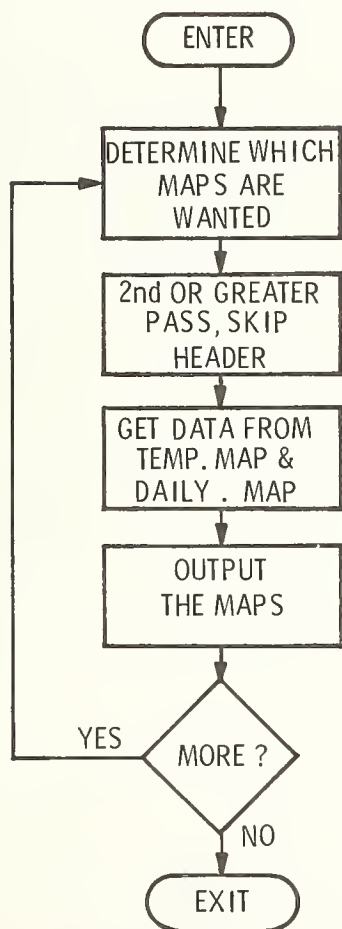 ENTER
DETERMINE WHICH
MAPS ARE
WANTED
2nd OR GREATER
PASS, SKIP
HEADER
GET DATA FROM
TEMP. MAP &
DAILY . MAP
OUTPUT
THE MAPS
MORE ?
YES
NO
EXIT